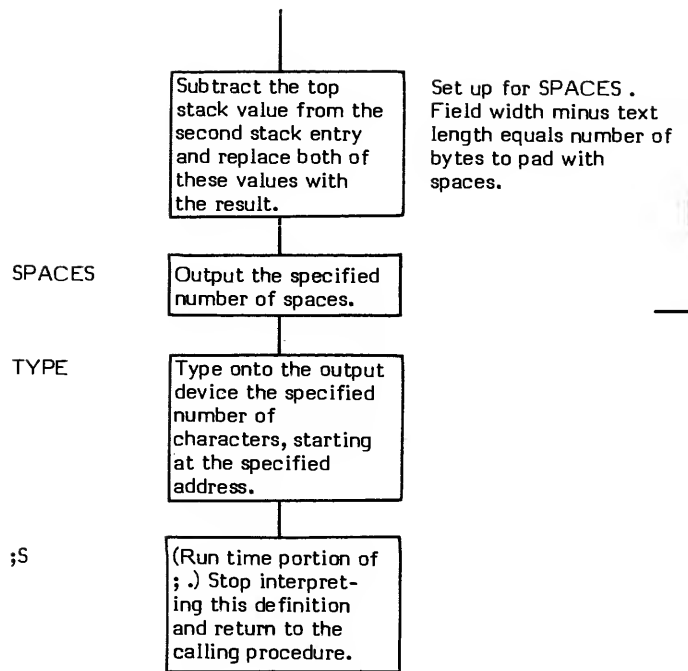 Subtract the top
stack value from the
second stack entry
and replace both of
these values with
the result.
Set up for SPACES .
Field width minus text
length equals number of
bytes to pad with
spaces.
SPACES
Output the specified
number of spaces.
TYPE
Type onto the output
device the specified
number of
characters, starting
at the specified
address.
;S
(Run time portion of
; .) Stop interpret-
ing this definition
and return to the
calling procedure.